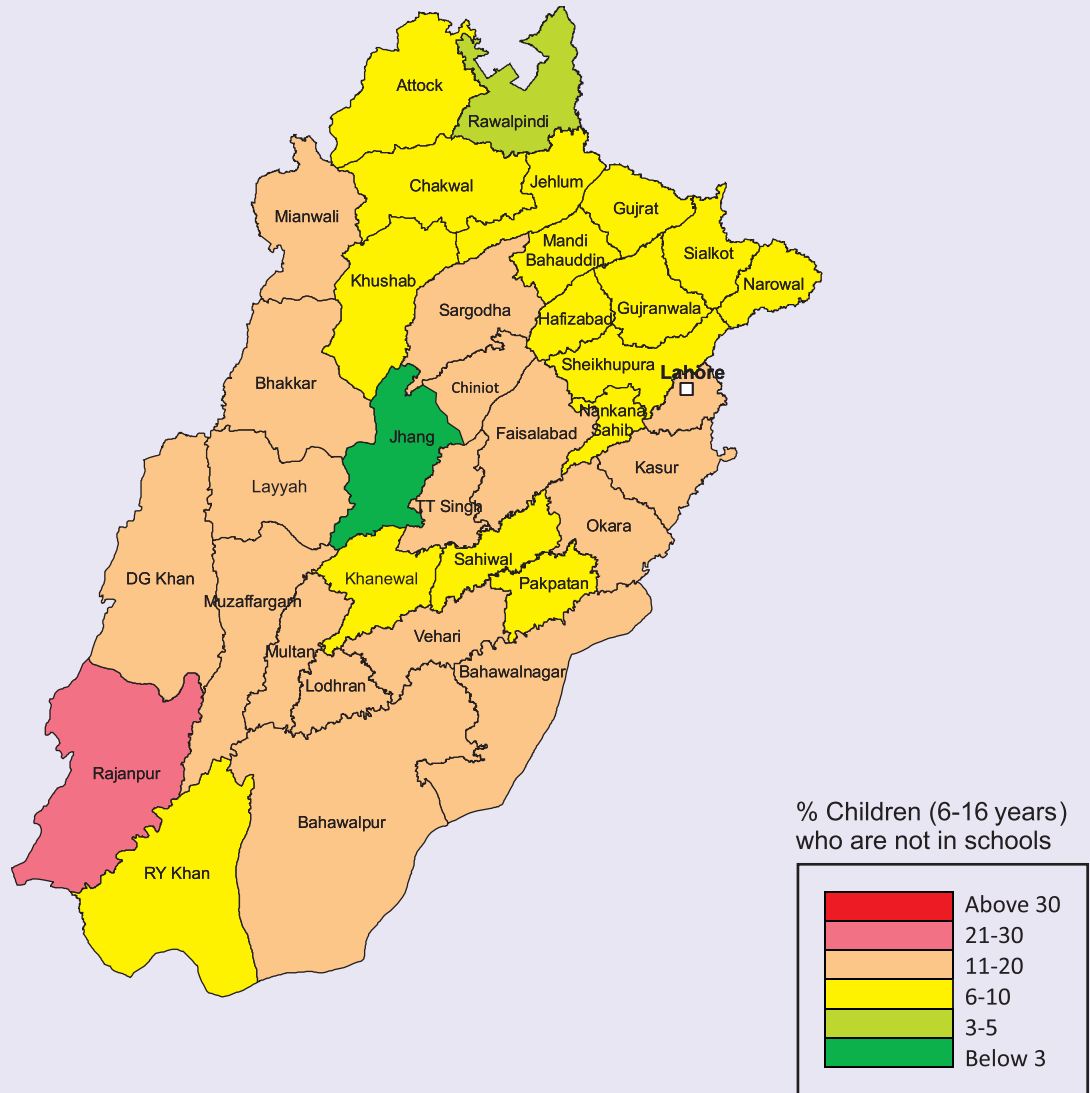 Attock
Rawalpindi
Chakwal
Jehlum
Mianwali
Gujrat
Khushab
Mandi
Bahauddin
Sialkot
Narowal
Sargodha
Hafizabad
Gujranwala
Sheikhupura
Lahore
Bhakkar
Chiniot
Nankana
Sahib
Jhang
Faisalabad
Kasur
Layyah
TT Singh
Okara
DG Khan
Khanewal
Sahiwal
Pakpatan
Muzaffargarh
Multan
Vehari
Bahawalnagar
Lodhran
Rajanpur
Bahawalpur
RY Khan
% Children (6-16 years)
who are not in schools
Above 30
21-30
11-20
6-10
3-5
Below 3